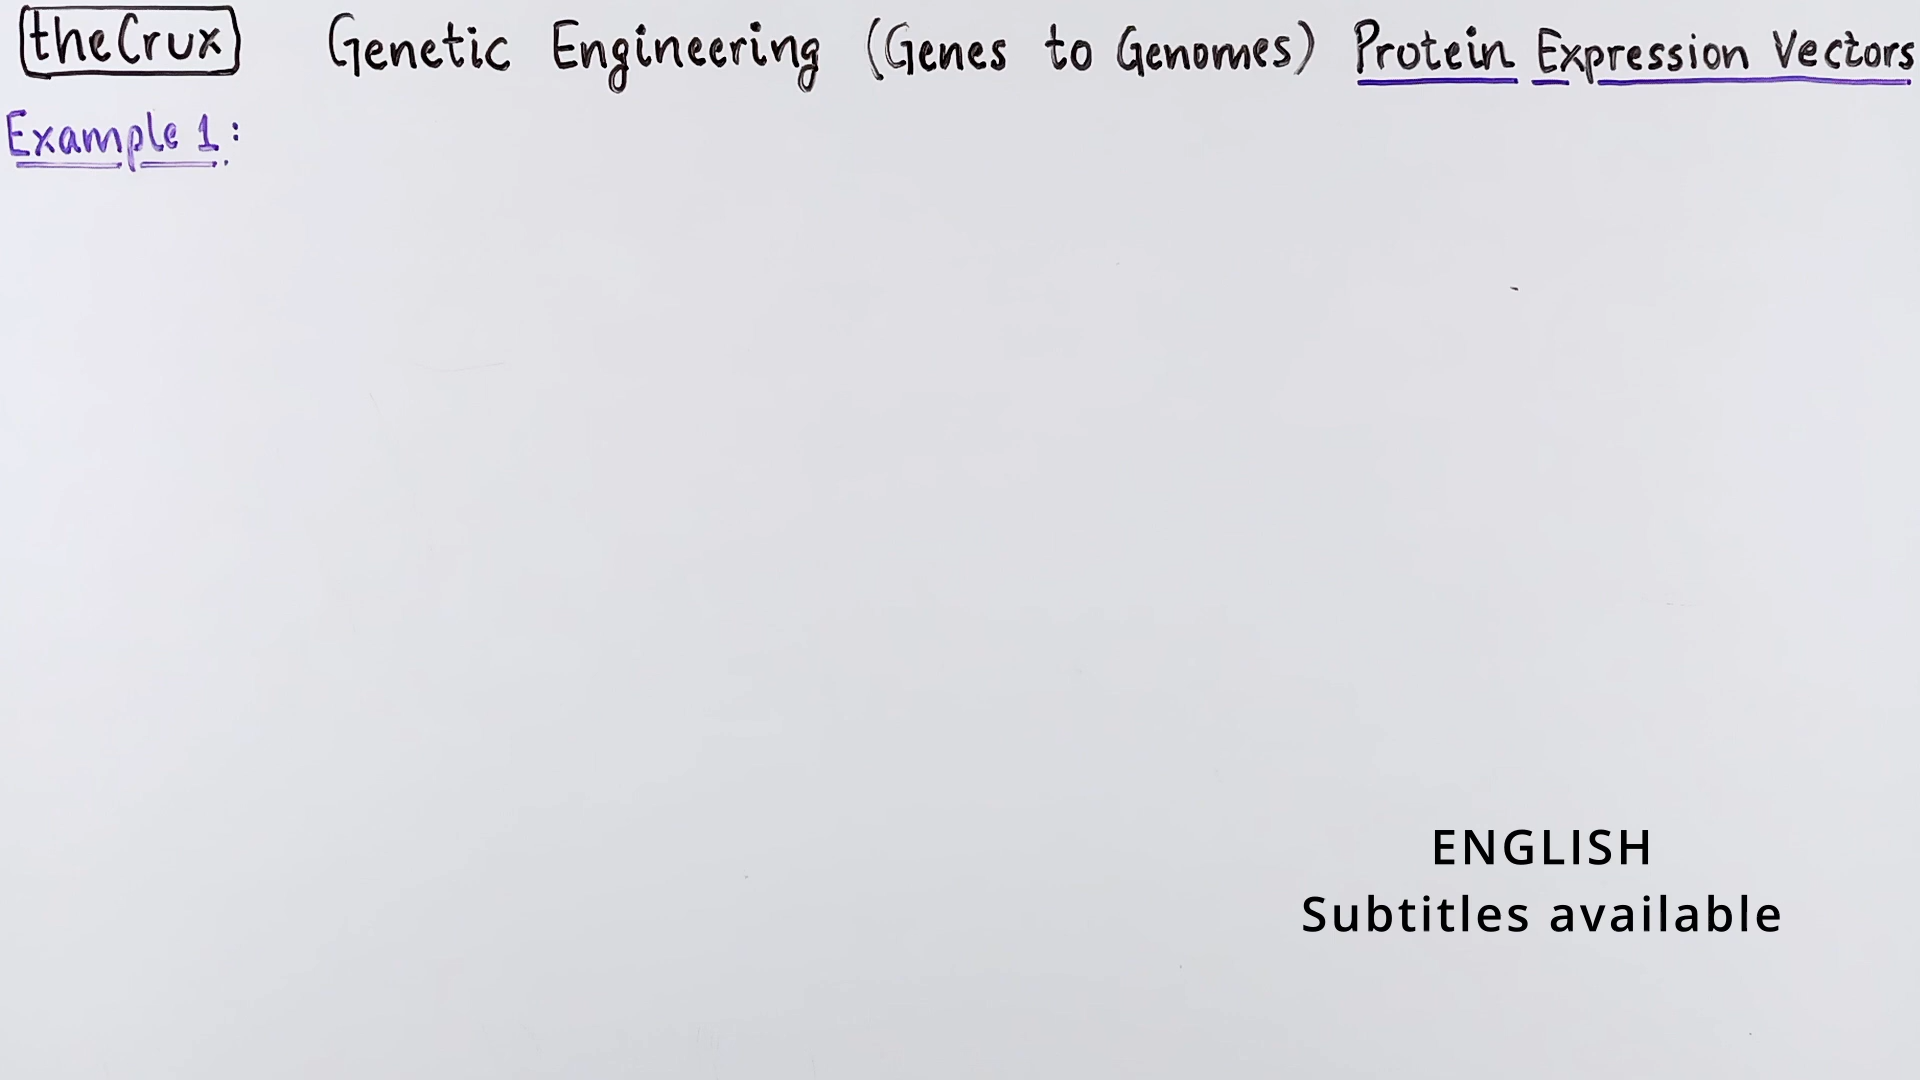 theCrux Genetic Engineering (Genes to Genomes) Protein Expression Vectors
Example 1:
ENGLISH
Subtitles available